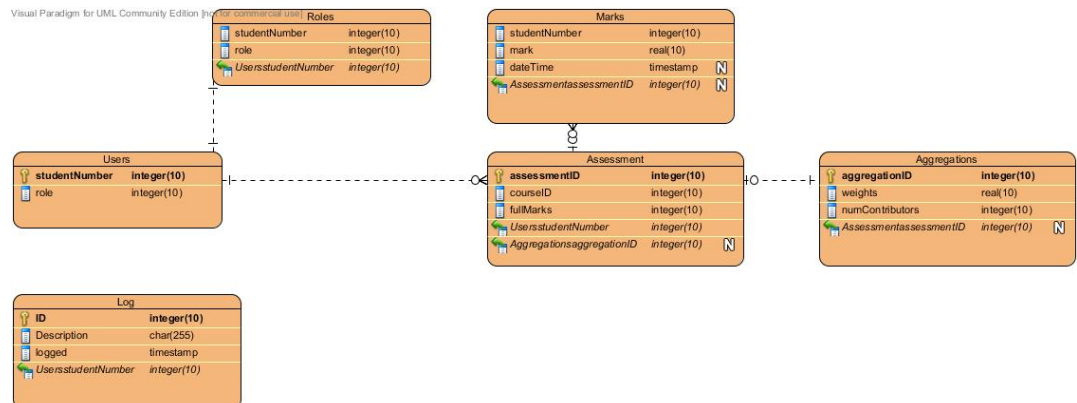 Visual Paradigm for UML Community Edition [not for commercial use]
Roles
studentNumber integer(10)
role integer(10)
UsersstudentNumber integer(10)
Marks
studentNumber integer(10)
mark real(10)
dateTime timestamp N
AssessmentassessmentID integer(10) N
Users
studentNumber integer(10)
role integer(10)
Assessment
assessmentID integer(10)
courseID integer(10)
fullMarks integer(10)
UsersstudentNumber integer(10)
AggregationsaggregationID integer(10) N
Aggregations
aggregationID integer(10)
weights real(10)
numContributors integer(10)
AssessmentassessmentID integer(10) N
Log
ID integer(10)
Description char(255)
logged timestamp
UsersstudentNumber integer(10)